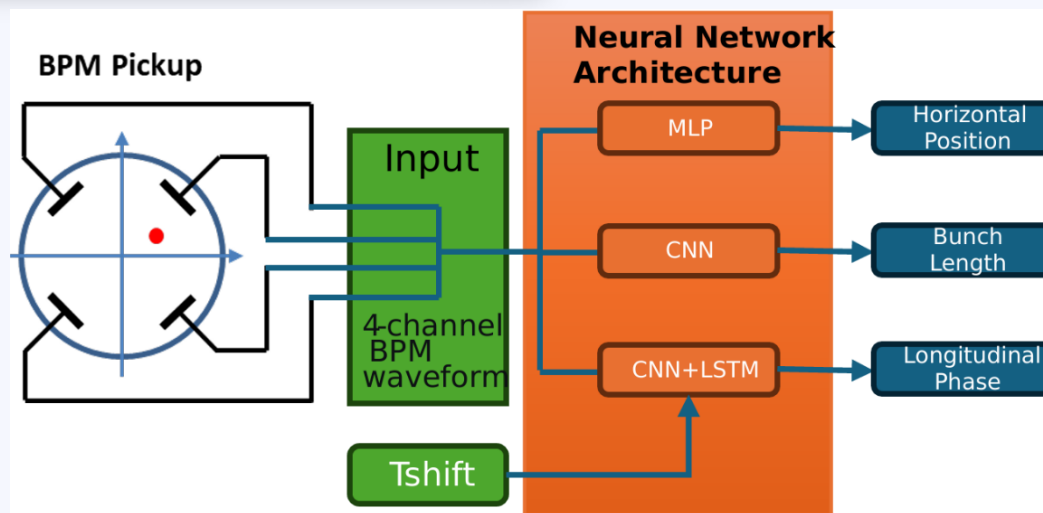 BPM Pickup
Input
4-channel
BPM
waveform
Tshift
Neural Network
Architecture
MLP
CNN
CNN+LSTM
Horizontal
Position
Bunch
Length
Longitudinal
Phase